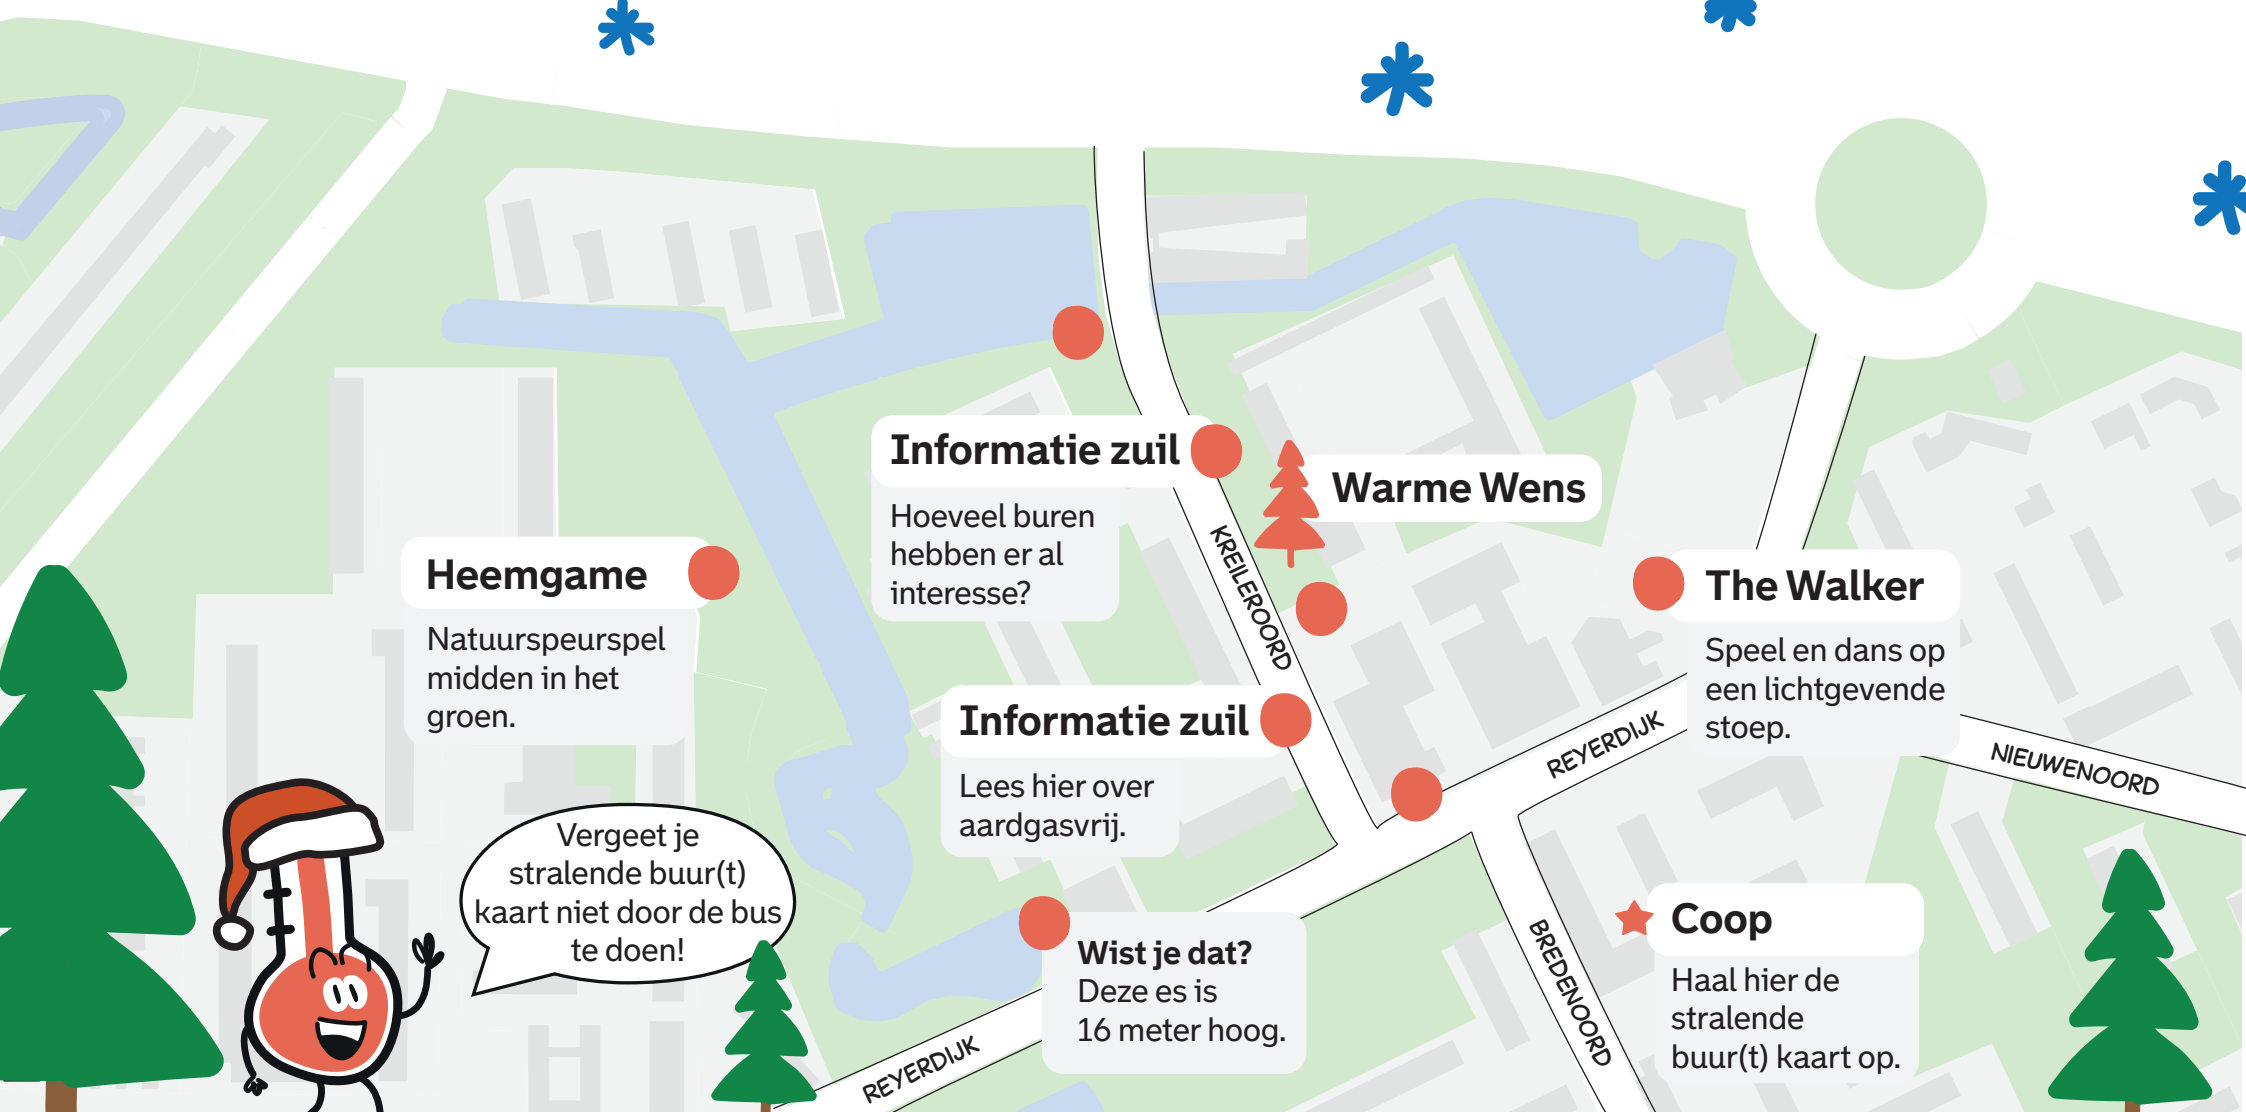 Informatie zuil
Hoeveel buren
hebben er al
interesse?
Warme Wens
KREILEROORD
Heemgame
Natuurspeurspel
midden in het
groen.
The Walker
Speel en dans op
een lichtgevende
stoep.
Informatie zuil
Lees hier over
aardgasvrij.
REYERDIJK
NIEUWENOORD
Vergeet je
stralende buur(t)
kaart niet door de bus
te doen!
Wist je dat?
Deze es is
16 meter hoog.
REYERDIJK
BREDENOORD
Coop
Haal hier de
stralende
buur(t) kaart op.